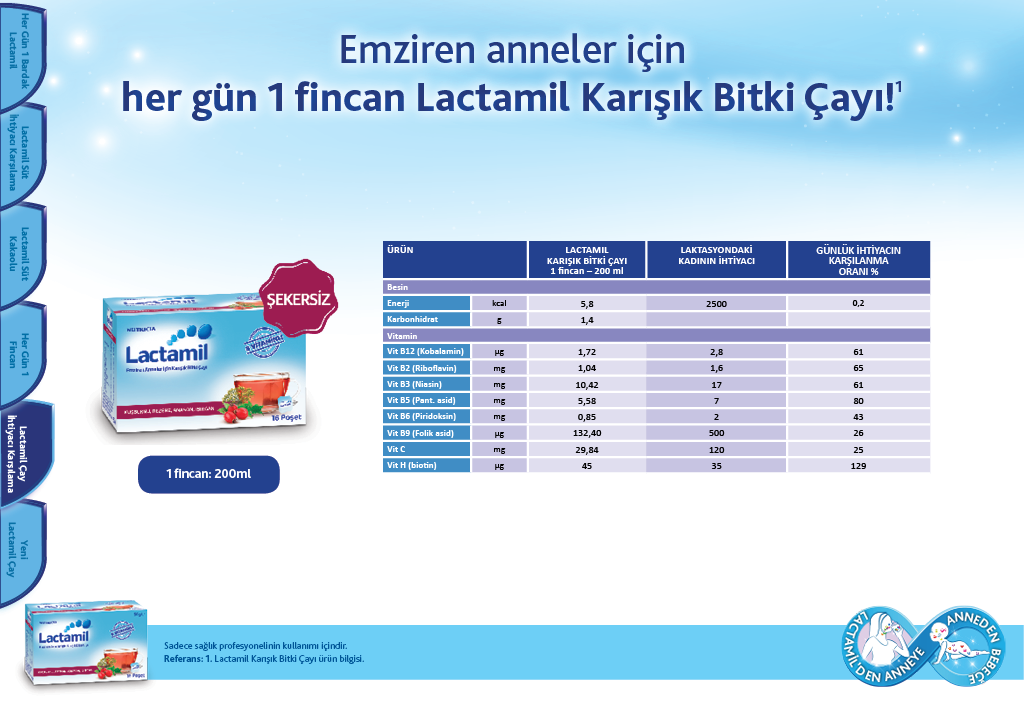 Emziren anneler için
her gün 1 fincan Lactamil Karışık Bitki Çayı!1
Her Gün 1 Bardak
Lactamil
Lactamil Süt
İhtiyacı Karşılama
Lactamil Süt
Kakaolu
Her Gün 1
Fincan
Lactamil Çay
İhtiyacı Karşılama
Yeni
Lactamil Çay
ŞEKERSİZ
NUTRICIA
Lactamil
Emziren Anneler İçin Karışık Bitki Çayı
8 VİTAMİNLİ
KUŞBURNU, REZENE, ANASON, ISIRGAN
16 Poşet
1 fincan: 200ml
ÜRÜN LACTAMIL KARIŞIK BİTKİ ÇAYI 1 fincan – 200 ml LAKTASYONDAKİ KADININ İHTİYACI GÜNLÜK İHTİYACIN KARŞILANMA ORANI %
Besin
Enerji kcal 5,8 2500 0,2
Karbonhidrat g 1,4
Vitamin
Vit B12 (Kobalamin) µg 1,72 2,8 61
Vit B2 (Riboflavin) mg 1,04 1,6 65
Vit B3 (Niasin) mg 10,42 17 61
Vit B5 (Pant. asid) mg 5,58 7 80
Vit B6 (Piridoksin) mg 0,85 2 43
Vit B9 (Folik asid) µg 132,40 500 26
Vit C mg 29,84 120 25
Vit H (biotin) µg 45 35 129
Lactamil
16 Poşet
Sadece sağlık profesyonelinin kullanımı içindir.
Referans: 1. Lactamil Karışık Bitki Çayı ürün bilgisi.
LACTAMİL'DEN ANNEYE
ANNEDEN BEBEĞE